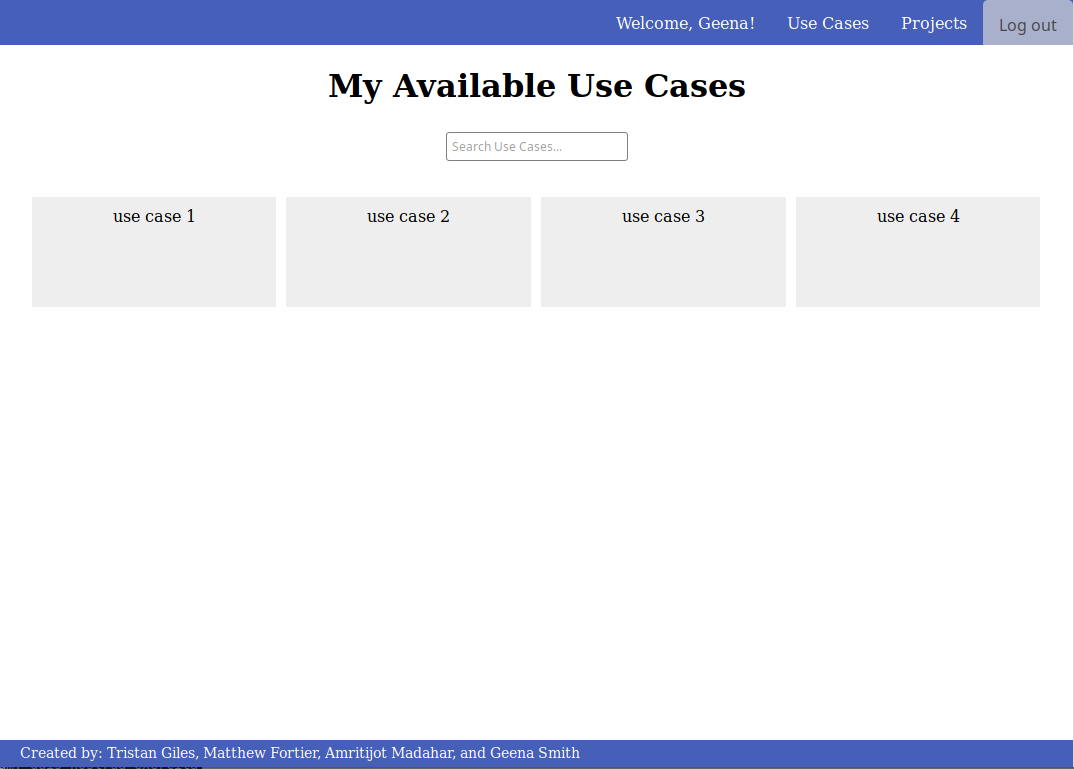 Welcome, Geena! Use Cases Projects Log out
My Available Use Cases
Search Use Cases...
use case 1 use case 2 use case 3 use case 4
Created by: Tristan Giles, Matthew Fortier, Amritijot Madahar, and Geena Smith